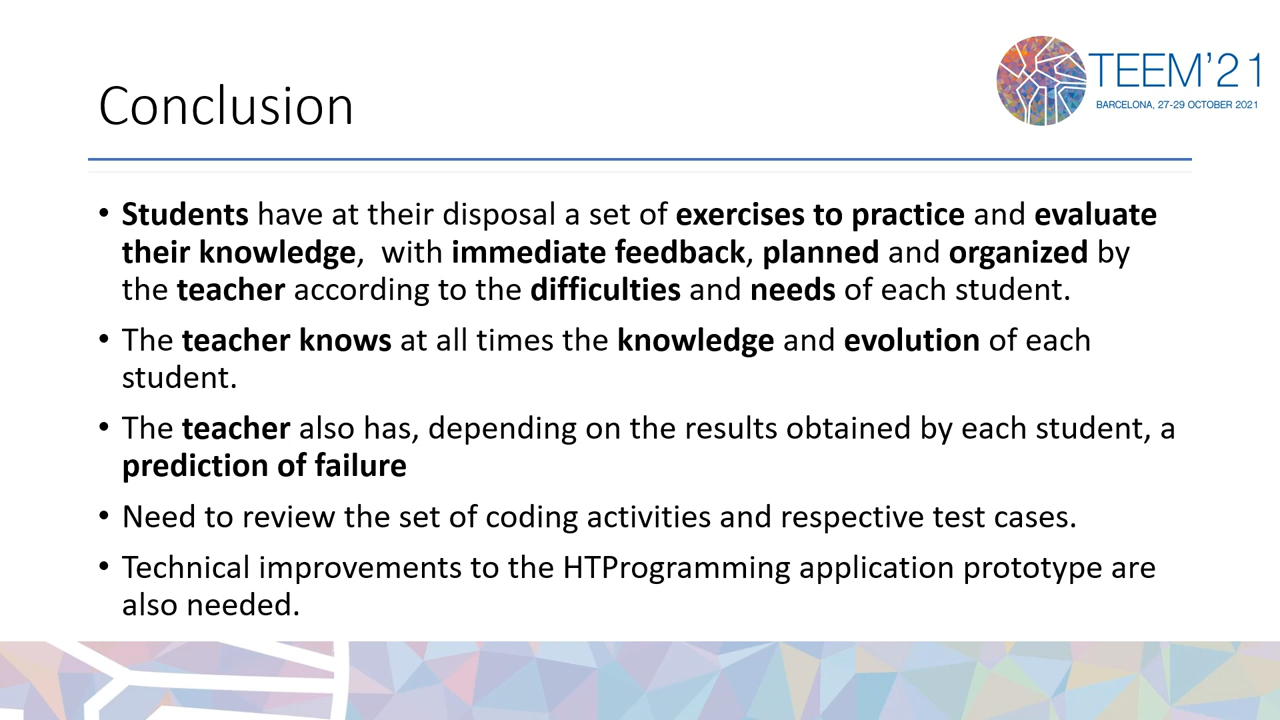 TEEM’21
BARCELONA, 27-29 OCTOBER 2021
Conclusion
• Students have at their disposal a set of exercises to practice and evaluate
their knowledge,  with immediate feedback, planned and organized by
the teacher according to the difficulties and needs of each student.
• The teacher knows at all times the knowledge and evolution of each
student.
• The teacher also has, depending on the results obtained by each student, a
prediction of failure
• Need to review the set of coding activities and respective test cases.
• Technical improvements to the HTProgramming application prototype are
also needed.